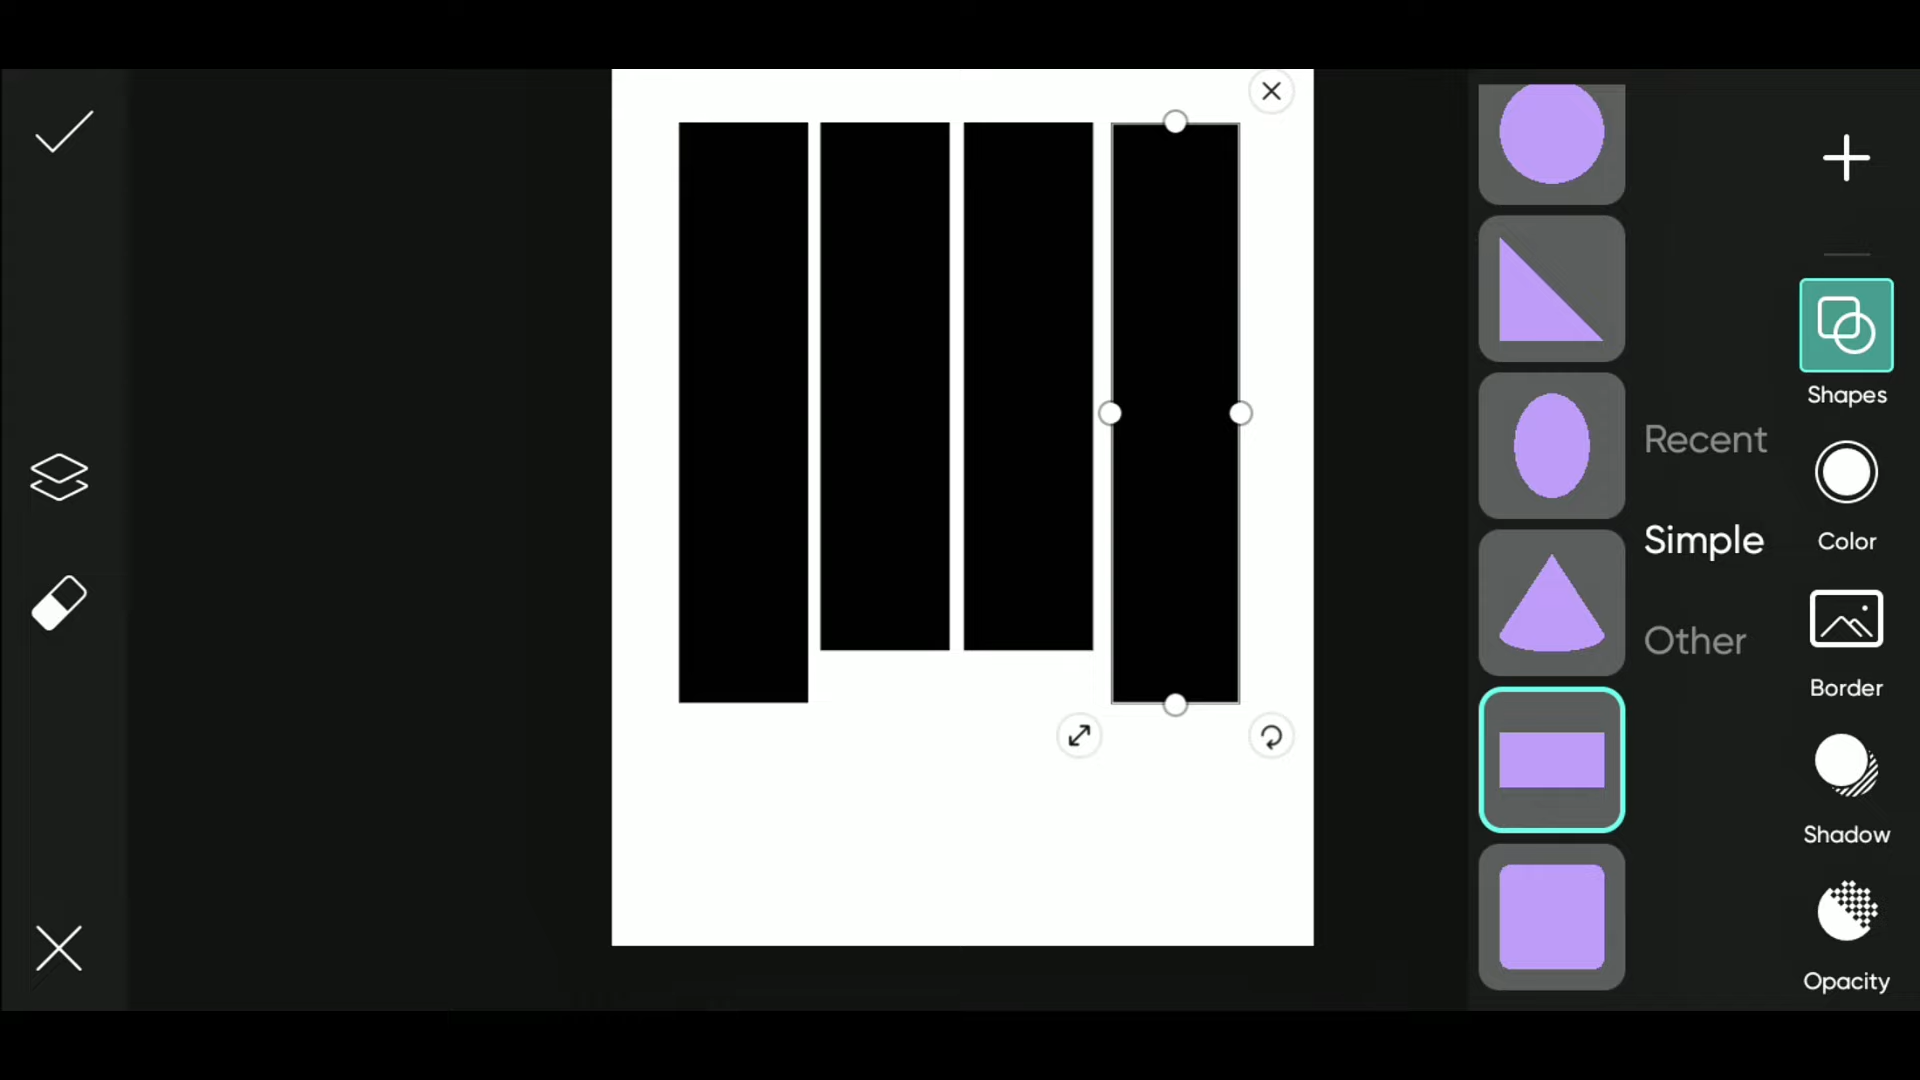 Shapes
Recent
Simple
Color
Other
Border
Shadow
Opacity